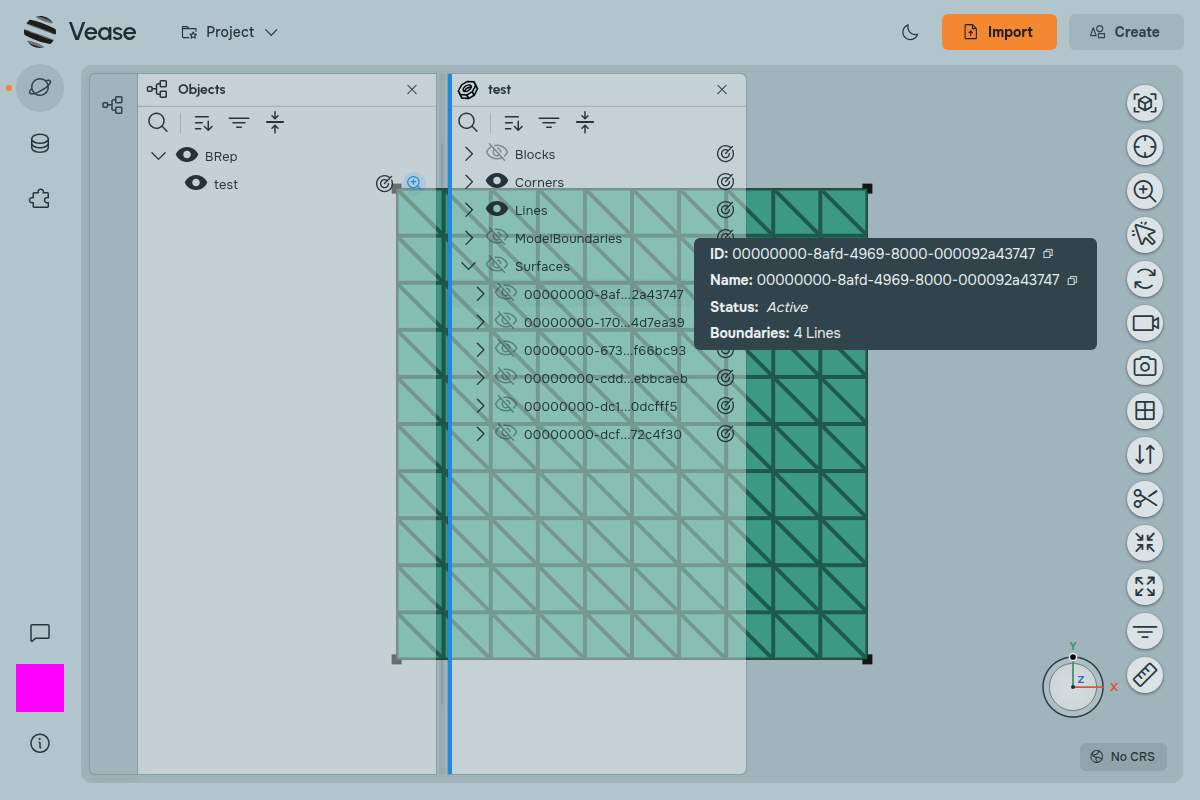 Vease
Project
Import
Create
Objects
test
BRep
test
Blocks
Corners
Lines
ModelBoundaries
Surfaces
00000000-8af...2a43747
00000000-170...4d7ea39
00000000-673...f66bc93
00000000-cdd...ebbcaeb
00000000-dc1...0dcfff5
00000000-dcf...72c4f30
ID: 00000000-8afd-4969-8000-000092a43747
Name: 00000000-8afd-4969-8000-000092a43747
Status: Active
Boundaries: 4 Lines
Y
Z
X
No CRS